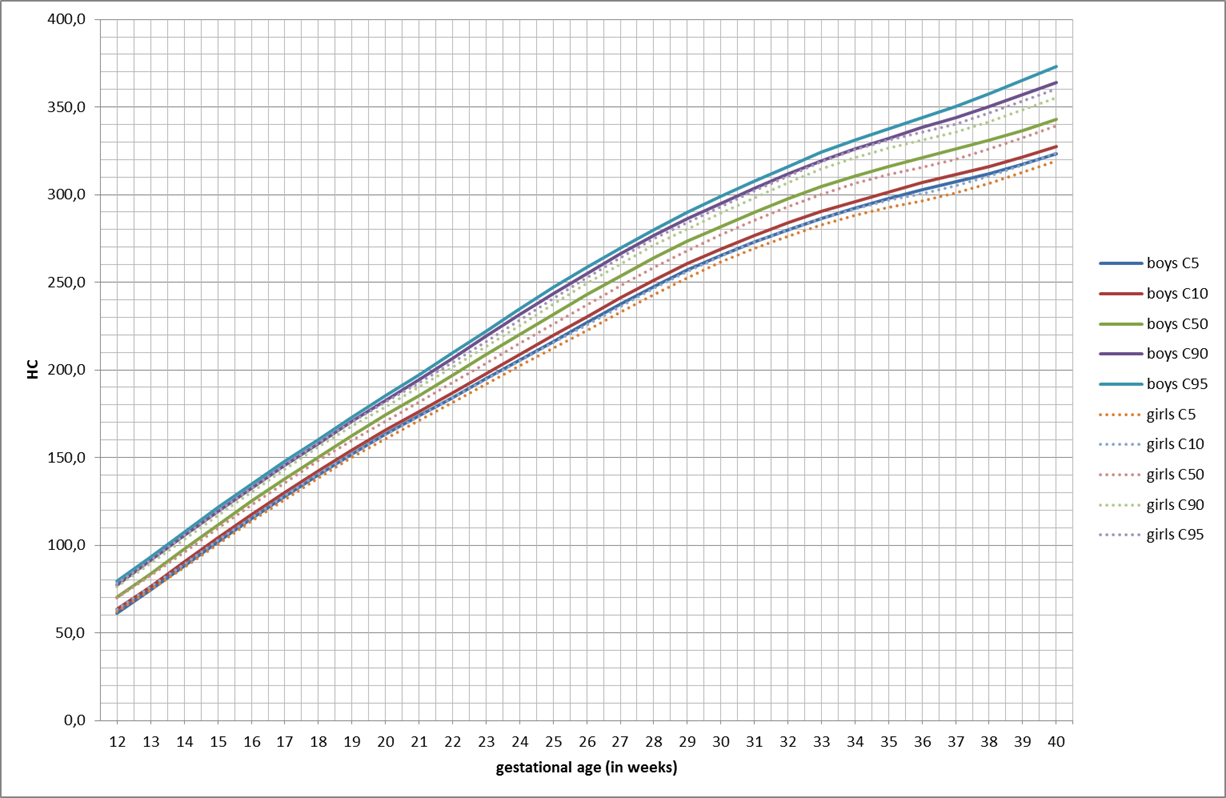 400,0
350,0
300,0
250,0
200,0
150,0
100,0
50,0
0,0
HC
12 13 14 15 16 17 18 19 20 21 22 23 24 25 26 27 28 29 30 31 32 33 34 35 36 37 38 39 40
gestational age (in weeks)
boys C5
boys C10
boys C50
boys C90
boys C95
girls C5
girls C10
girls C50
girls C90
girls C95